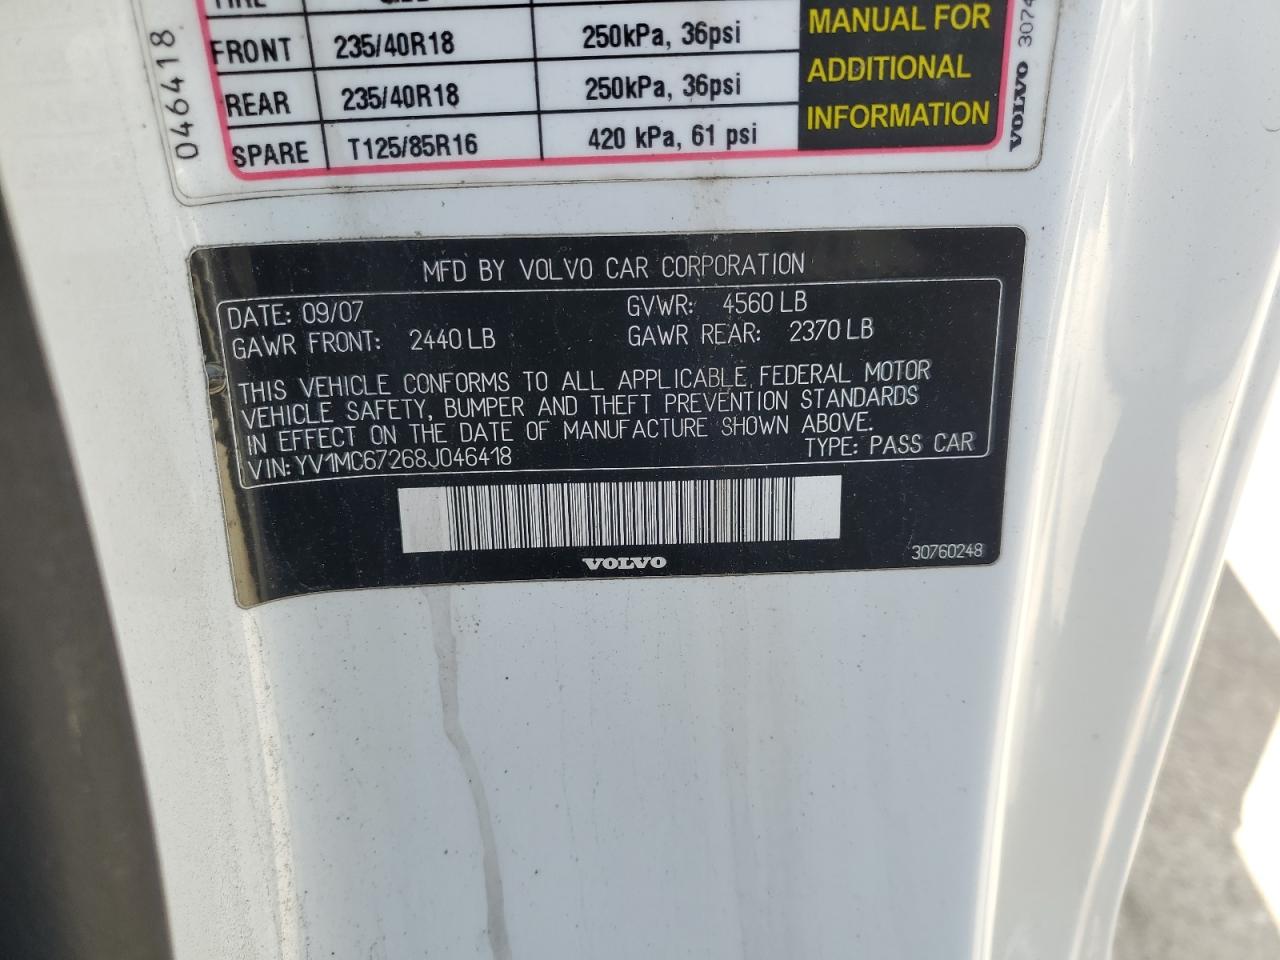 FRONT 235/40R18 250kPa, 36psi
REAR 235/40R18 250kPa, 36psi
SPARE T125/85R16 420 kPa, 61 psi
MANUAL FOR
ADDITIONAL
INFORMATION
VOLVO
046418
MFD BY VOLVO CAR CORPORATION
DATE: 09/07 GVWR: 4560 LB
GAWR FRONT: 2440 LB GAWR REAR: 2370 LB
THIS VEHICLE CONFORMS TO ALL APPLICABLE FEDERAL MOTOR
VEHICLE SAFETY, BUMPER AND THEFT PREVENTION STANDARDS
IN EFFECT ON THE DATE OF MANUFACTURE SHOWN ABOVE.
VIN: YV1MC67268J046418 TYPE: PASS CAR
VOLVO
30760248